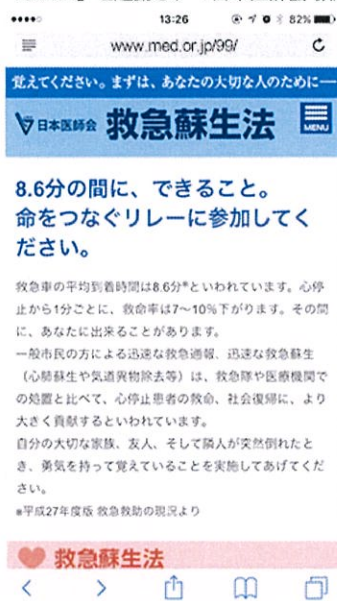 13:26
82%
www.med.or.jp/99/
覚えてください。まずは、あなたの大切な人のために―
日本医師会 救急蘇生法
MENU
8.6分の間に、できること。
命をつなぐリレーに参加してく
ださい。
救急車の平均到着時間は8.6分*といわれています。心停
止から1分ごとに、救命率は7～10%下がります。その間
に、あなたに出来ることがあります。
一般市民の方による迅速な救急通報、迅速な救急蘇生
（心肺蘇生や気道異物除去等）は、救急隊や医療機関で
の処置と比べて、心停止患者の救命、社会復帰に、より
大きく貢献するといわれています。
自分の大切な家族、友人、そして隣人が突然倒れたと
き、勇気を持って覚えていることを実施してあげてくだ
さい。
※平成27年度版 救急救助の現況より
救急蘇生法